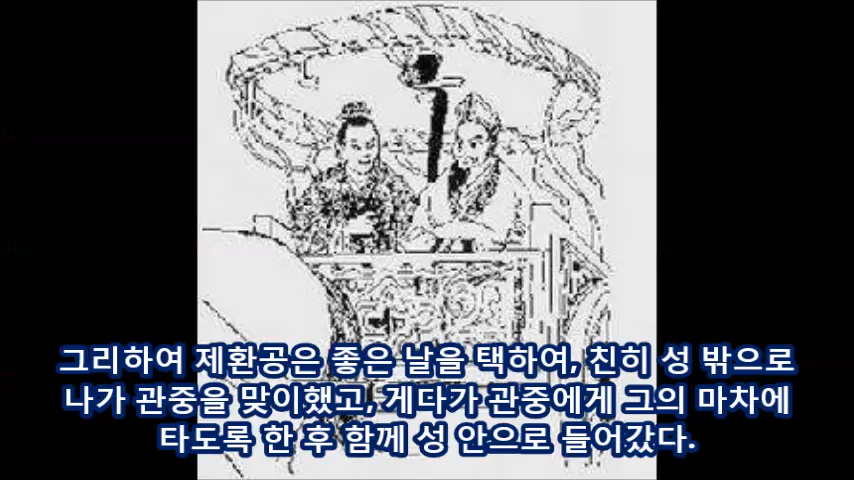 그리하여 제환공은 좋은 날을 택하여, 친히 성 밖으로
나가 관중을 맞이했고, 게다가 관중에게 그의 마차에
타도록 한 후 함께 성 안으로 들어갔다.